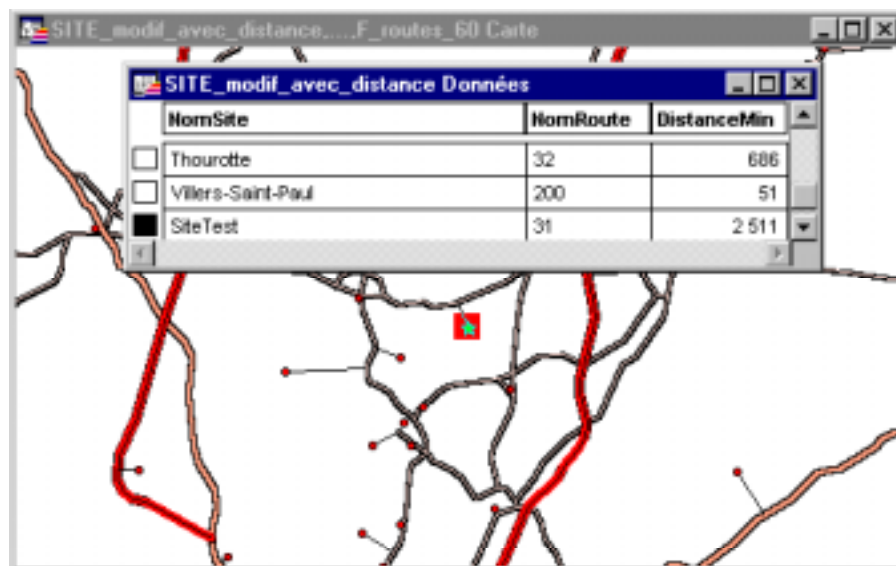 SITE_modif_avec_distance,...,F_routes_60 Carte
SITE_modif_avec_distance Données
NomSite NomRoute DistanceMin
Thourotte 32 686
Villers-Saint-Paul 200 51
SiteTest 31 2 511